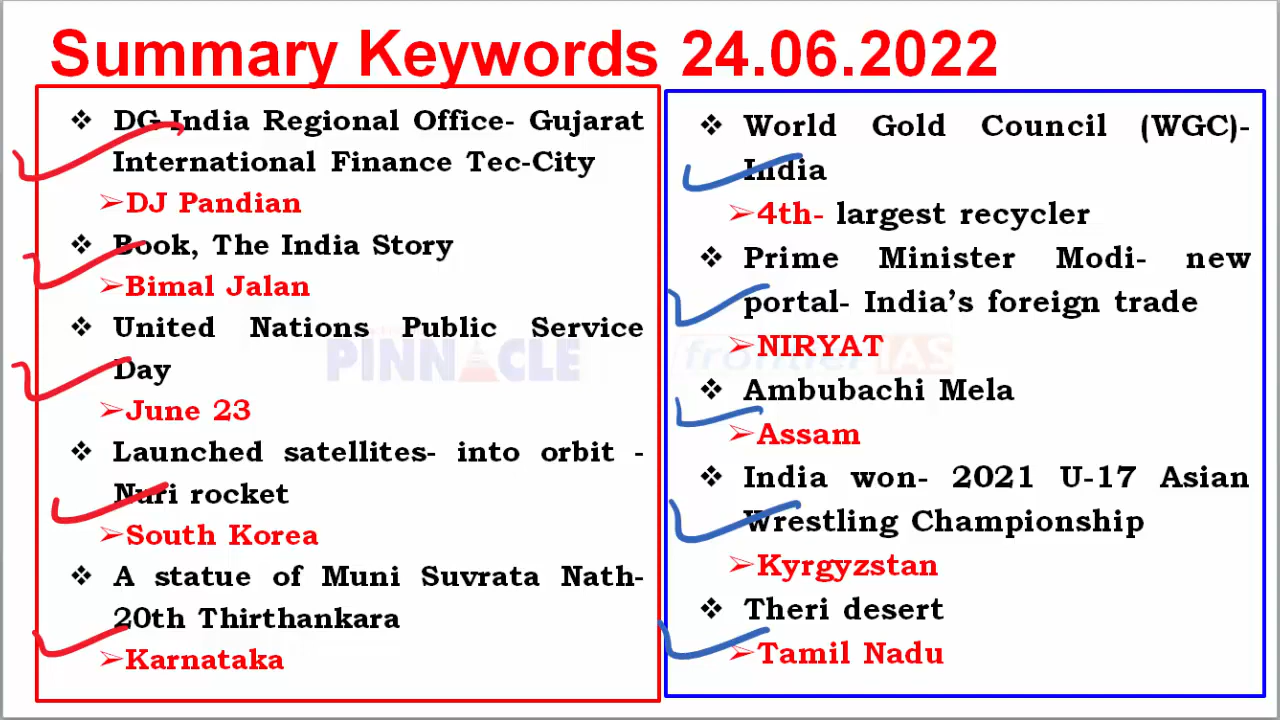 Summary Keywords 24.06.2022
❖ DG India Regional Office- Gujarat
International Finance Tec-City
➢DJ Pandian
❖ Book, The India Story
➢Bimal Jalan
❖ United Nations Public Service
Day
➢June 23
❖ Launched satellites- into orbit -
Nuri rocket
➢South Korea
❖ A statue of Muni Suvrata Nath-
20th Thirthankara
➢Karnataka
❖ World Gold Council (WGC)-
India
➢4th- largest recycler
❖ Prime Minister Modi- new
portal- India’s foreign trade
➢NIRYAT
❖ Ambubachi Mela
➢Assam
❖ India won- 2021 U-17 Asian
Wrestling Championship
➢Kyrgyzstan
❖ Theri desert
➢Tamil Nadu
PINNACLE
frontier IAS